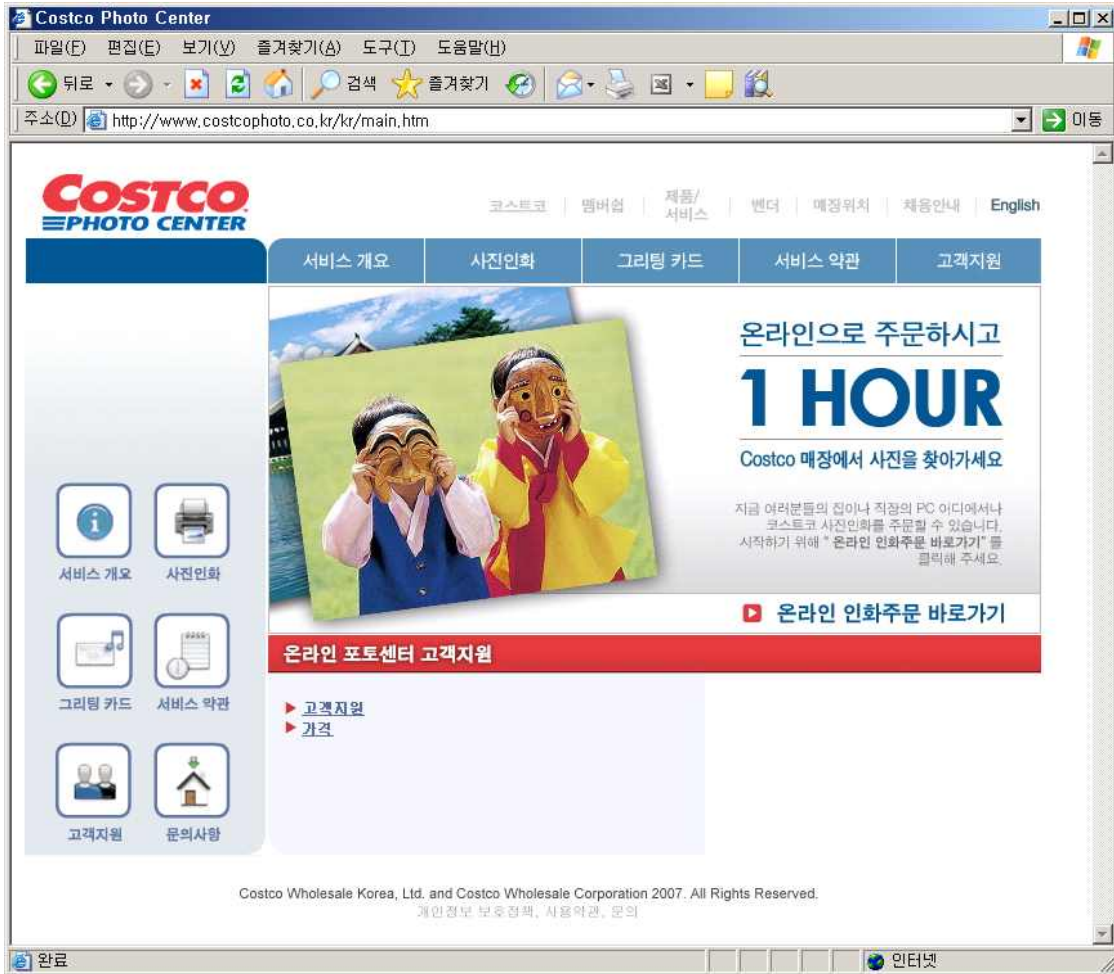 Costco Photo Center
파일(F) 편집(E) 보기(V) 즐겨찾기(A) 도구(T) 도움말(H)
뒤로 검색 즐겨찾기
주소(D) http://www.costcophoto.co.kr/kr/main.htm 이동
COSTCO
PHOTO CENTER
코스트코 멤버쉽 제품/서비스 벤더 매장위치 채용안내 English
서비스 개요 사진인화 그리팅 카드 서비스 약관 고객지원
온라인으로 주문하시고
1 HOUR
Costco 매장에서 사진을 찾아가세요
지금 여러분들의 집이나 직장의 PC 어디에서나
코스트코 사진인화를 주문할 수 있습니다.
시작하기 위해 " 온라인 인화주문 바로가기" 를
클릭해 주세요.
온라인 인화주문 바로가기
서비스 개요 사진인화
그리팅 카드 서비스 약관
고객지원 문의사항
온라인 포토센터 고객지원
고객지원
가격
Costco Wholesale Korea, Ltd. and Costco Wholesale Corporation 2007. All Rights Reserved.
개인정보 보호정책, 사용약관, 문의
완료 인터넷